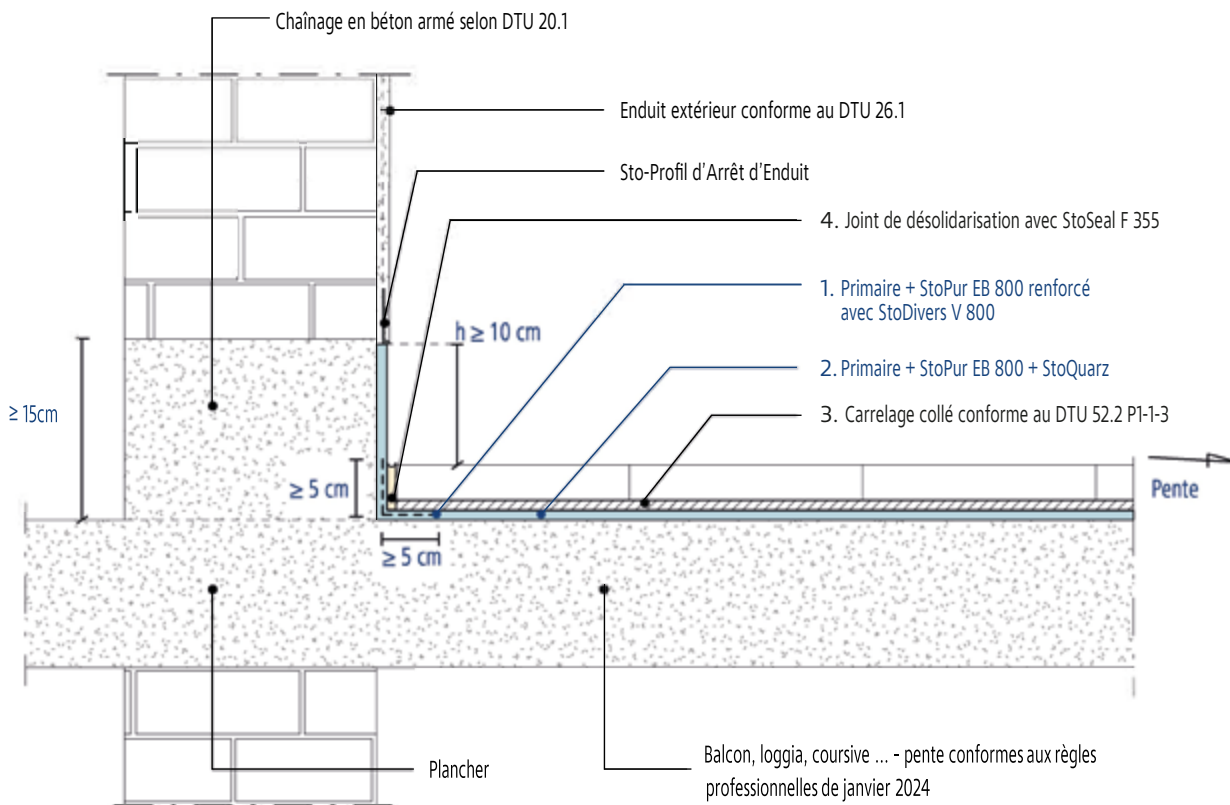 Chaînage en béton armé selon DTU 20.1
Enduit extérieur conforme au DTU 26.1
Sto-Profil d'Arrêt d'Enduit
4. Joint de désolidarisation avec StoSeal F 355
1. Primaire + StoPur EB 800 renforcé
avec StoDivers V 800
h ≥ 10 cm
2. Primaire + StoPur EB 800 + StoQuarz
≥ 15cm
3. Carrelage collé conforme au DTU 52.2 P1-1-3
≥ 5 cm
Pente
≥ 5 cm
Plancher
Balcon, loggia, coursive ... - pente conformes aux règles
professionnelles de janvier 2024